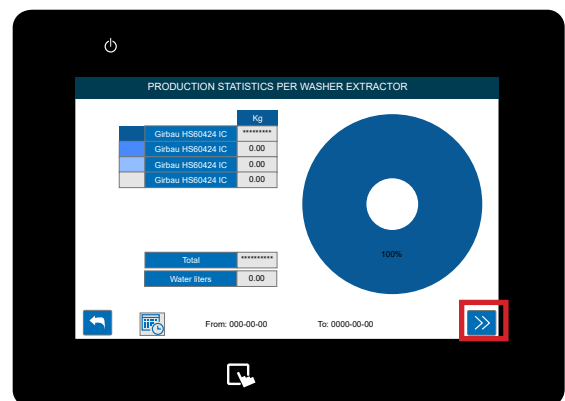 PRODUCTION STATISTICS PER WASHER EXTRACTOR
Kg
Girbau HS60424 IC *********
Girbau HS60424 IC 0.00
Girbau HS60424 IC 0.00
Girbau HS60424 IC 0.00
100%
Total **********
Water liters 0.00
From: 000-00-00 To: 0000-00-00